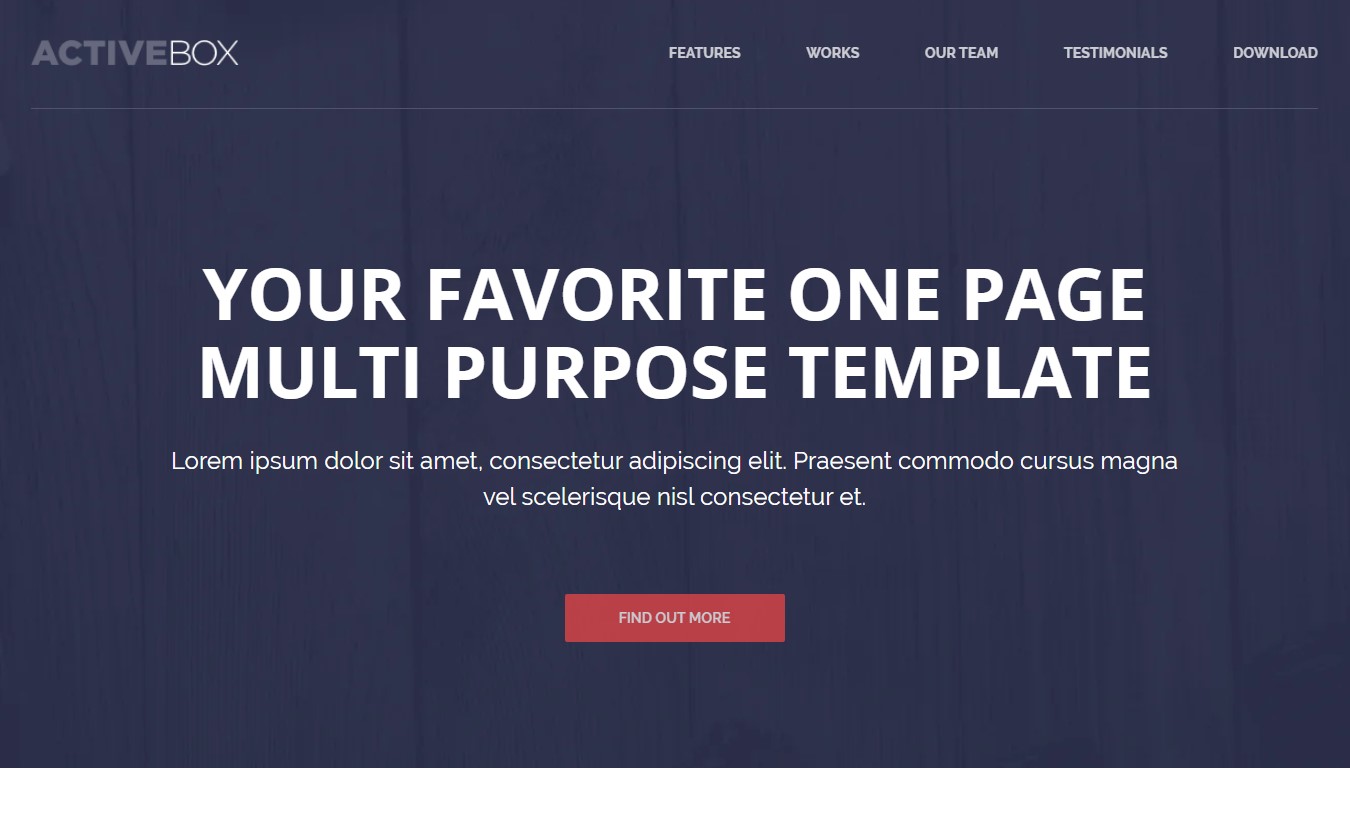 ACTIVEBOX
FEATURES WORKS OUR TEAM TESTIMONIALS DOWNLOAD
YOUR FAVORITE ONE PAGE
MULTI PURPOSE TEMPLATE
Lorem ipsum dolor sit amet, consectetur adipiscing elit. Praesent commodo cursus magna
vel scelerisque nisl consectetur et.
FIND OUT MORE